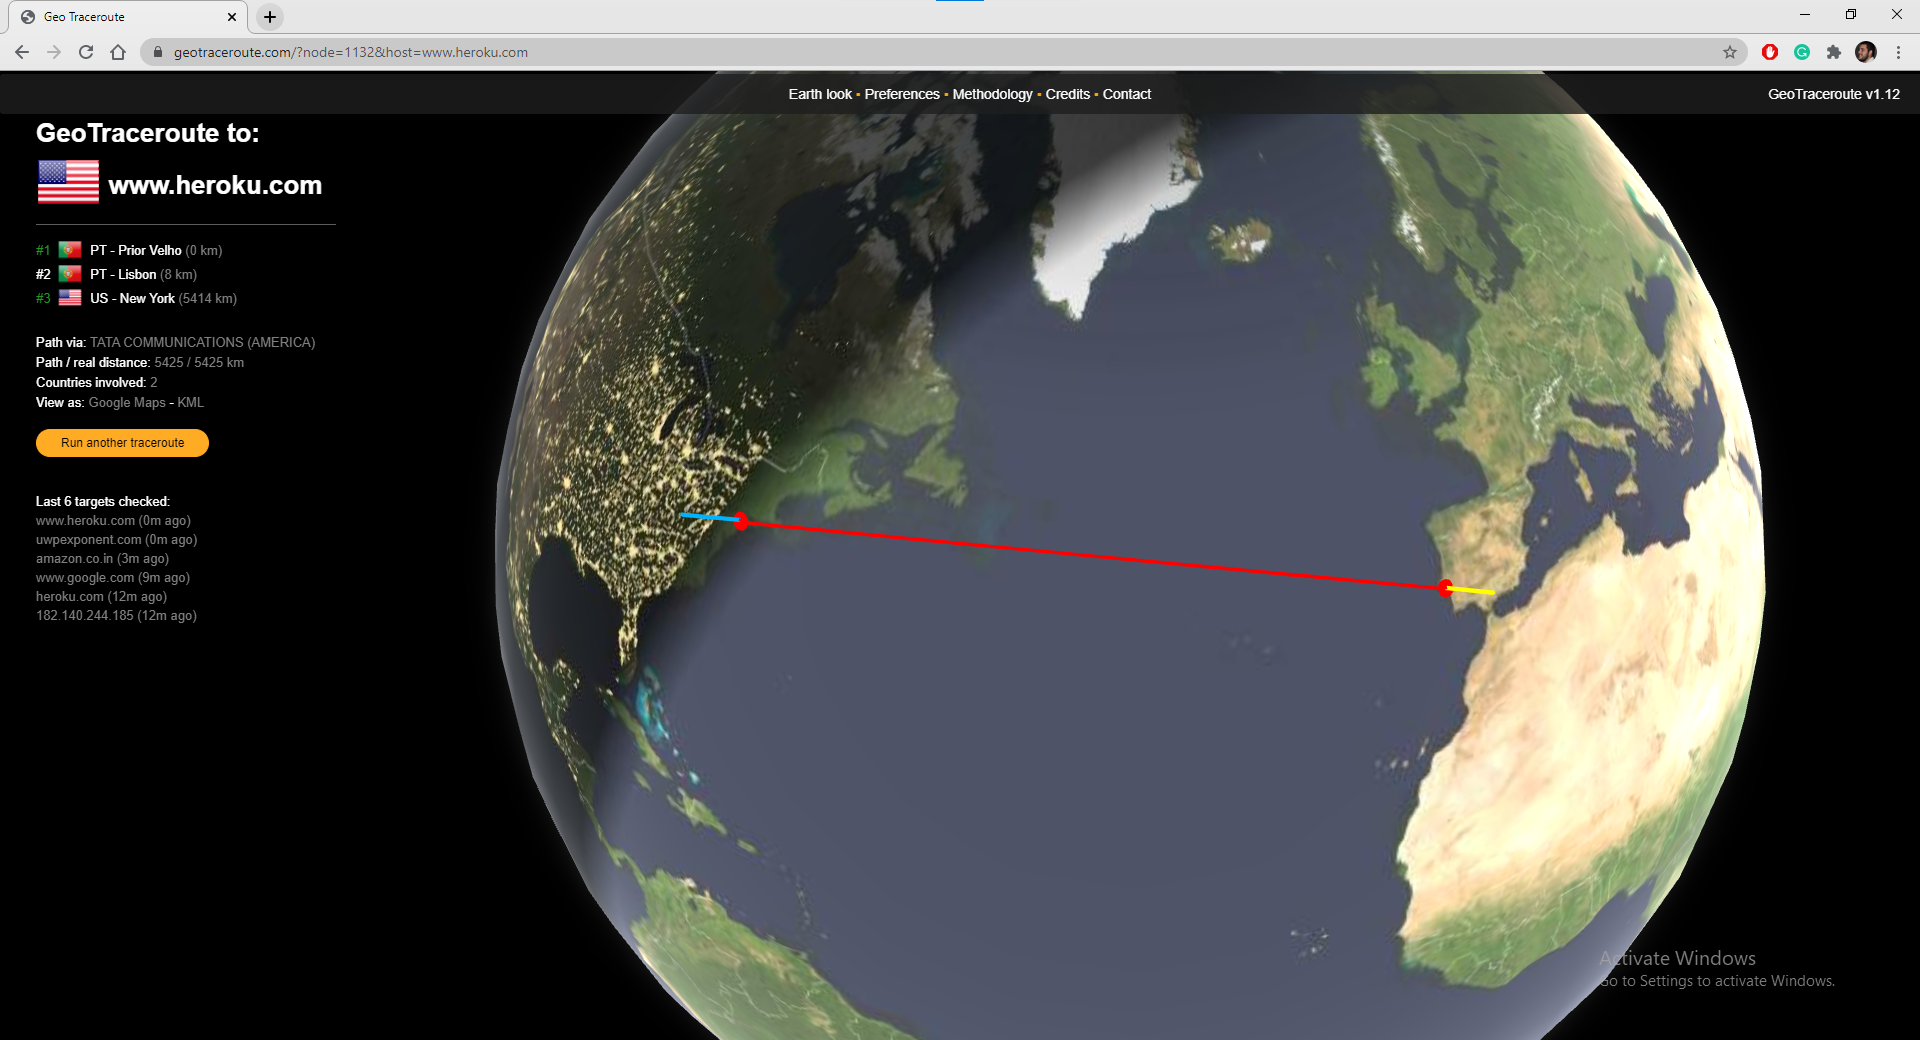 Geo Traceroute
geotraceroute.com/?node=1132&host=www.heroku.com
Earth look ▪ Preferences ▪ Methodology ▪ Credits ▪ Contact
GeoTraceroute v1.12
GeoTraceroute to:
www.heroku.com
#1 PT - Prior Velho (0 km)
#2 PT - Lisbon (8 km)
#3 US - New York (5414 km)
Path via: TATA COMMUNICATIONS (AMERICA)
Path / real distance: 5425 / 5425 km
Countries involved: 2
View as: Google Maps - KML
Run another traceroute
Last 6 targets checked:
www.heroku.com (0m ago)
uwpexponent.com (0m ago)
amazon.co.in (3m ago)
www.google.com (9m ago)
heroku.com (12m ago)
182.140.244.185 (12m ago)
Activate Windows
Go to Settings to activate Windows.